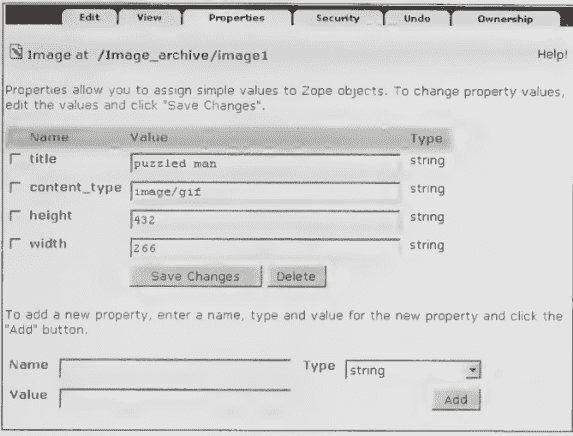 Edit View Properties Security Undo Ownership
Image at /Image_archive/image1 Help!
Properties allow you to assign simple values to Zope objects. To change property values,
edit the values and click "Save Changes".
Name Value Type
title puzzled man string
content_type image/gif string
height 432 string
width 266 string
Save Changes Delete
To add a new property, enter a name, type and value for the new property and click the
"Add" button.
Name Type string
Value Add